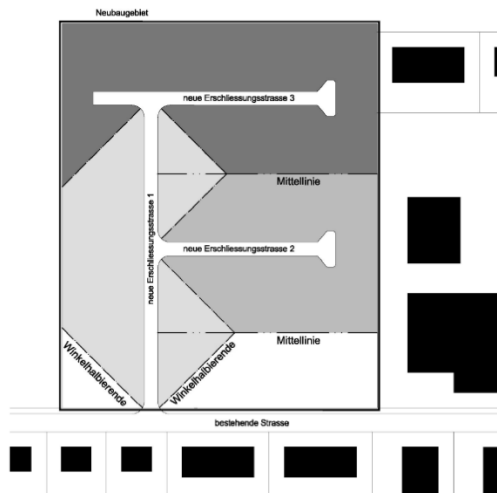 Neubaugebiet
neue Erschliessungsstrasse 3
Mittellinie
neue Erschliessungsstrasse 1
neue Erschliessungsstrasse 2
Mittellinie
Winkelhalbierende
Winkelhalbierende
bestehende Strasse